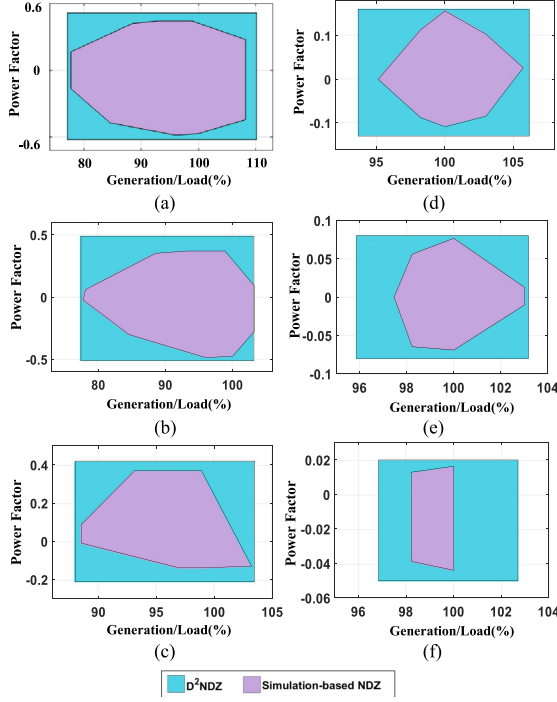 0.6
0
-0.6
Power Factor
80 90 100 110
Generation/Load(%)
(a)
0.1
0
-0.1
Power Factor
95 100 105
Generation/Load(%)
(d)
0.5
0
-0.5
Power Factor
80 90 100
Generation/Load(%)
(b)
0.1
0.05
0
-0.05
-0.1
Power Factor
96 98 100 102 104
Generation/Load(%)
(e)
0.4
0.2
0
-0.2
Power Factor
90 95 100 105
Generation/Load(%)
(c)
0.02
0
-0.02
-0.04
-0.06
Power Factor
96 98 100 102 104
Generation/Load(%)
(f)
D²NDZ Simulation-based NDZ